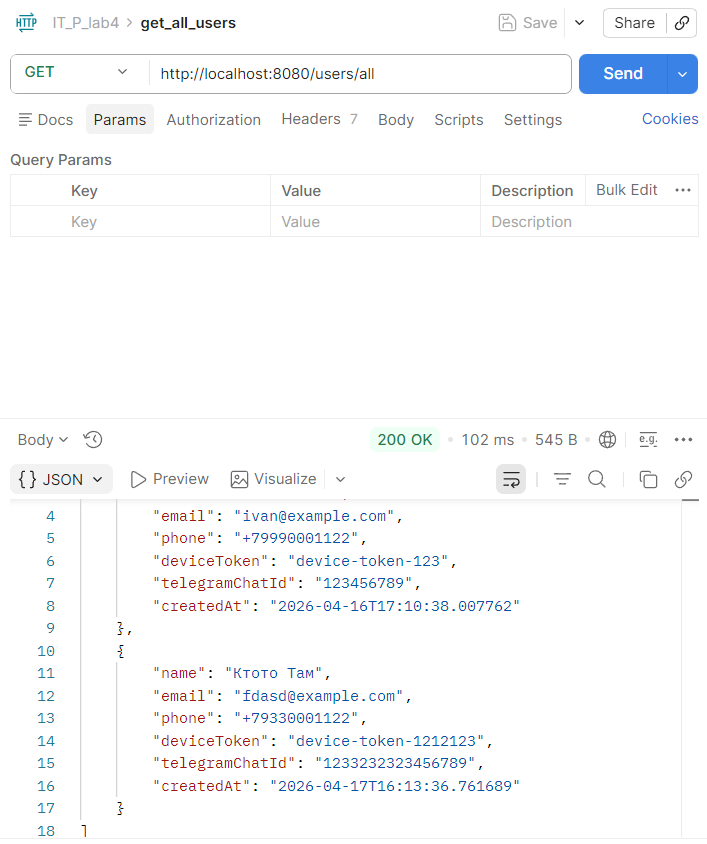 HTTP IT_P_lab4 > get_all_users Save Share
GET http://localhost:8080/users/all Send
Docs Params Authorization Headers 7 Body Scripts Settings Cookies
Query Params
Key Value Description Bulk Edit
Key Value Description
Body 200 OK 102 ms 545 B e.g.
{} JSON Preview Visualize
4 "email": "ivan@example.com",
5 "phone": "+79990001122",
6 "deviceToken": "device-token-123",
7 "telegramChatId": "123456789",
8 "createdAt": "2026-04-16T17:10:38.007762"
9 },
10 {
11 "name": "Ктото Там",
12 "email": "fdasd@example.com",
13 "phone": "+79330001122",
14 "deviceToken": "device-token-1212123",
15 "telegramChatId": "1233232323456789",
16 "createdAt": "2026-04-17T16:13:36.761689"
17 }
18 ]